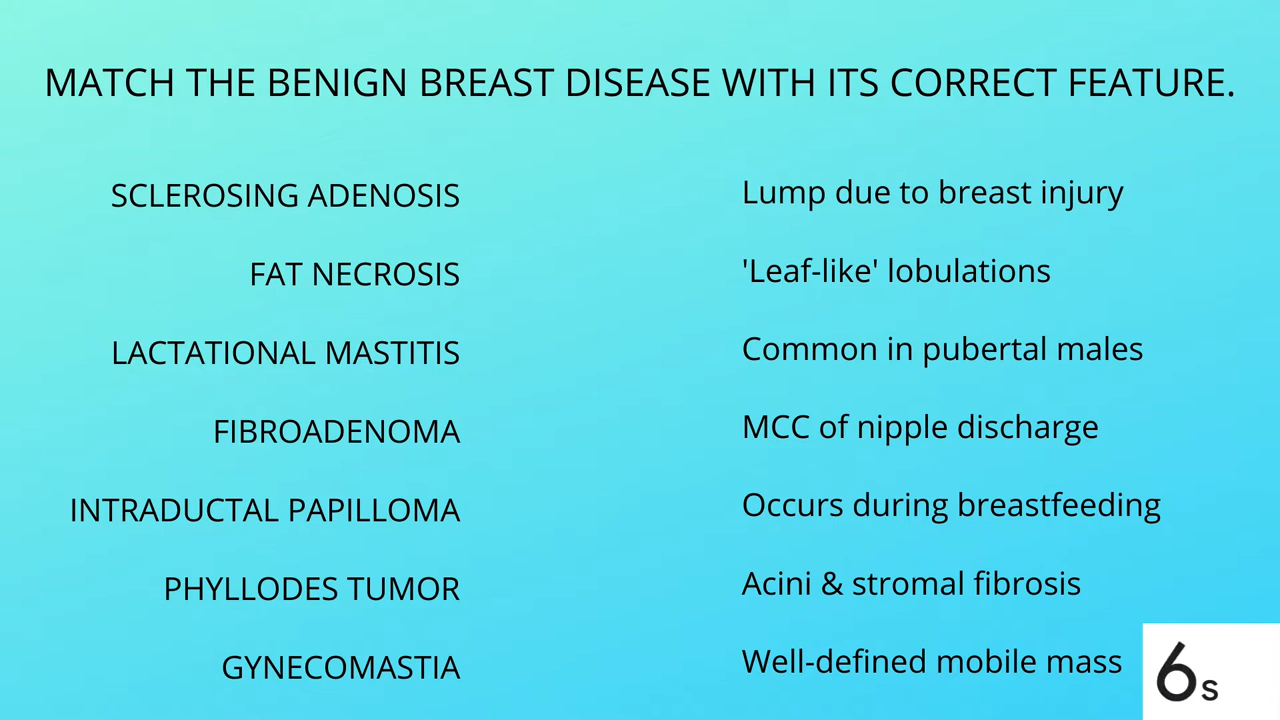 MATCH THE BENIGN BREAST DISEASE WITH ITS CORRECT FEATURE.
SCLEROSING ADENOSIS
Lump due to breast injury
FAT NECROSIS
'Leaf-like' lobulations
LACTATIONAL MASTITIS
Common in pubertal males
FIBROADENOMA
MCC of nipple discharge
INTRADUCTAL PAPILLOMA
Occurs during breastfeeding
PHYLLODES TUMOR
Acini & stromal fibrosis
GYNECOMASTIA
Well-defined mobile mass
6s